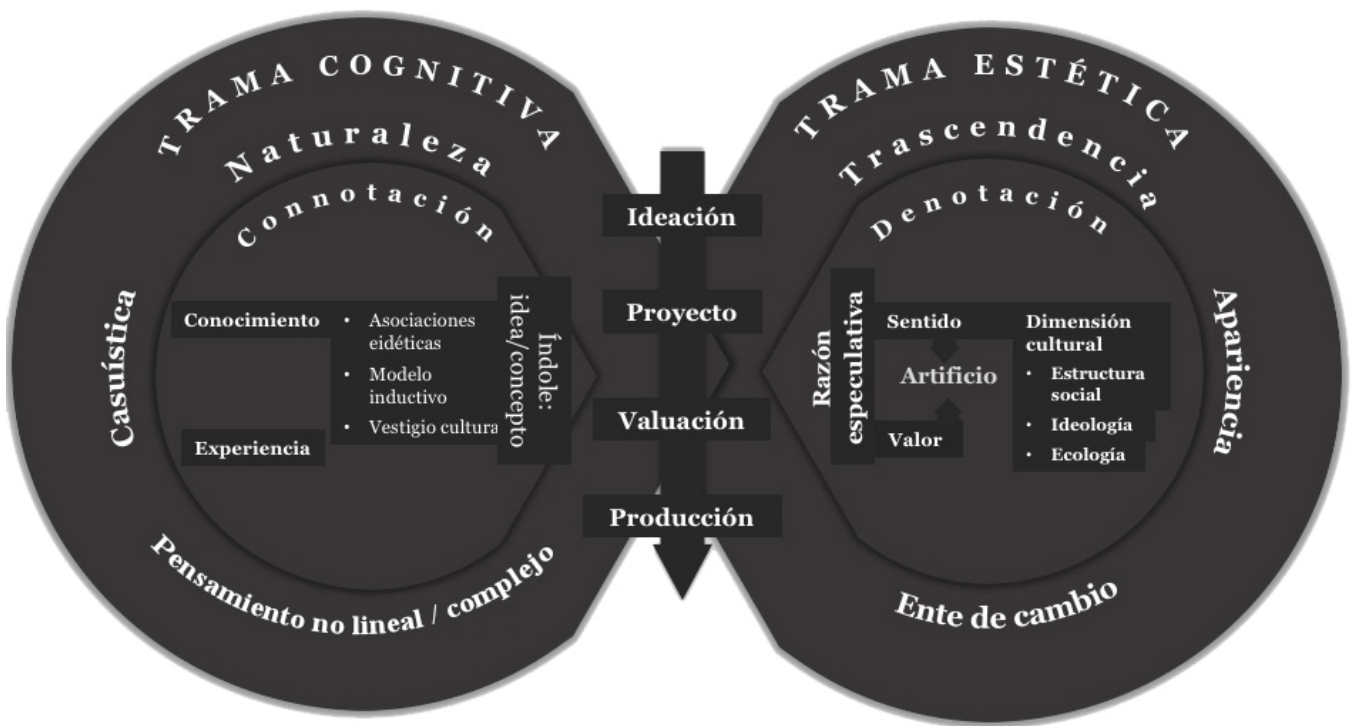 TRAMA COGNITIVA
Naturaleza
Connotación
Casuística
Conocimiento
Experiencia
• Asociaciones
eidéticas
• Modelo
inductivo
• Vestigio cultura
Índole:
idea/concepto
Pensamiento no lineal / complejo
Ideación
Proyecto
Valuación
Producción
TRAMA ESTÉTICA
Trascendencia
Denotación
Razón
especulativa
Sentido
Artificio
Valor
Dimensión
cultural
• Estructura
social
• Ideología
• Ecología
Apariencia
Ente de cambio